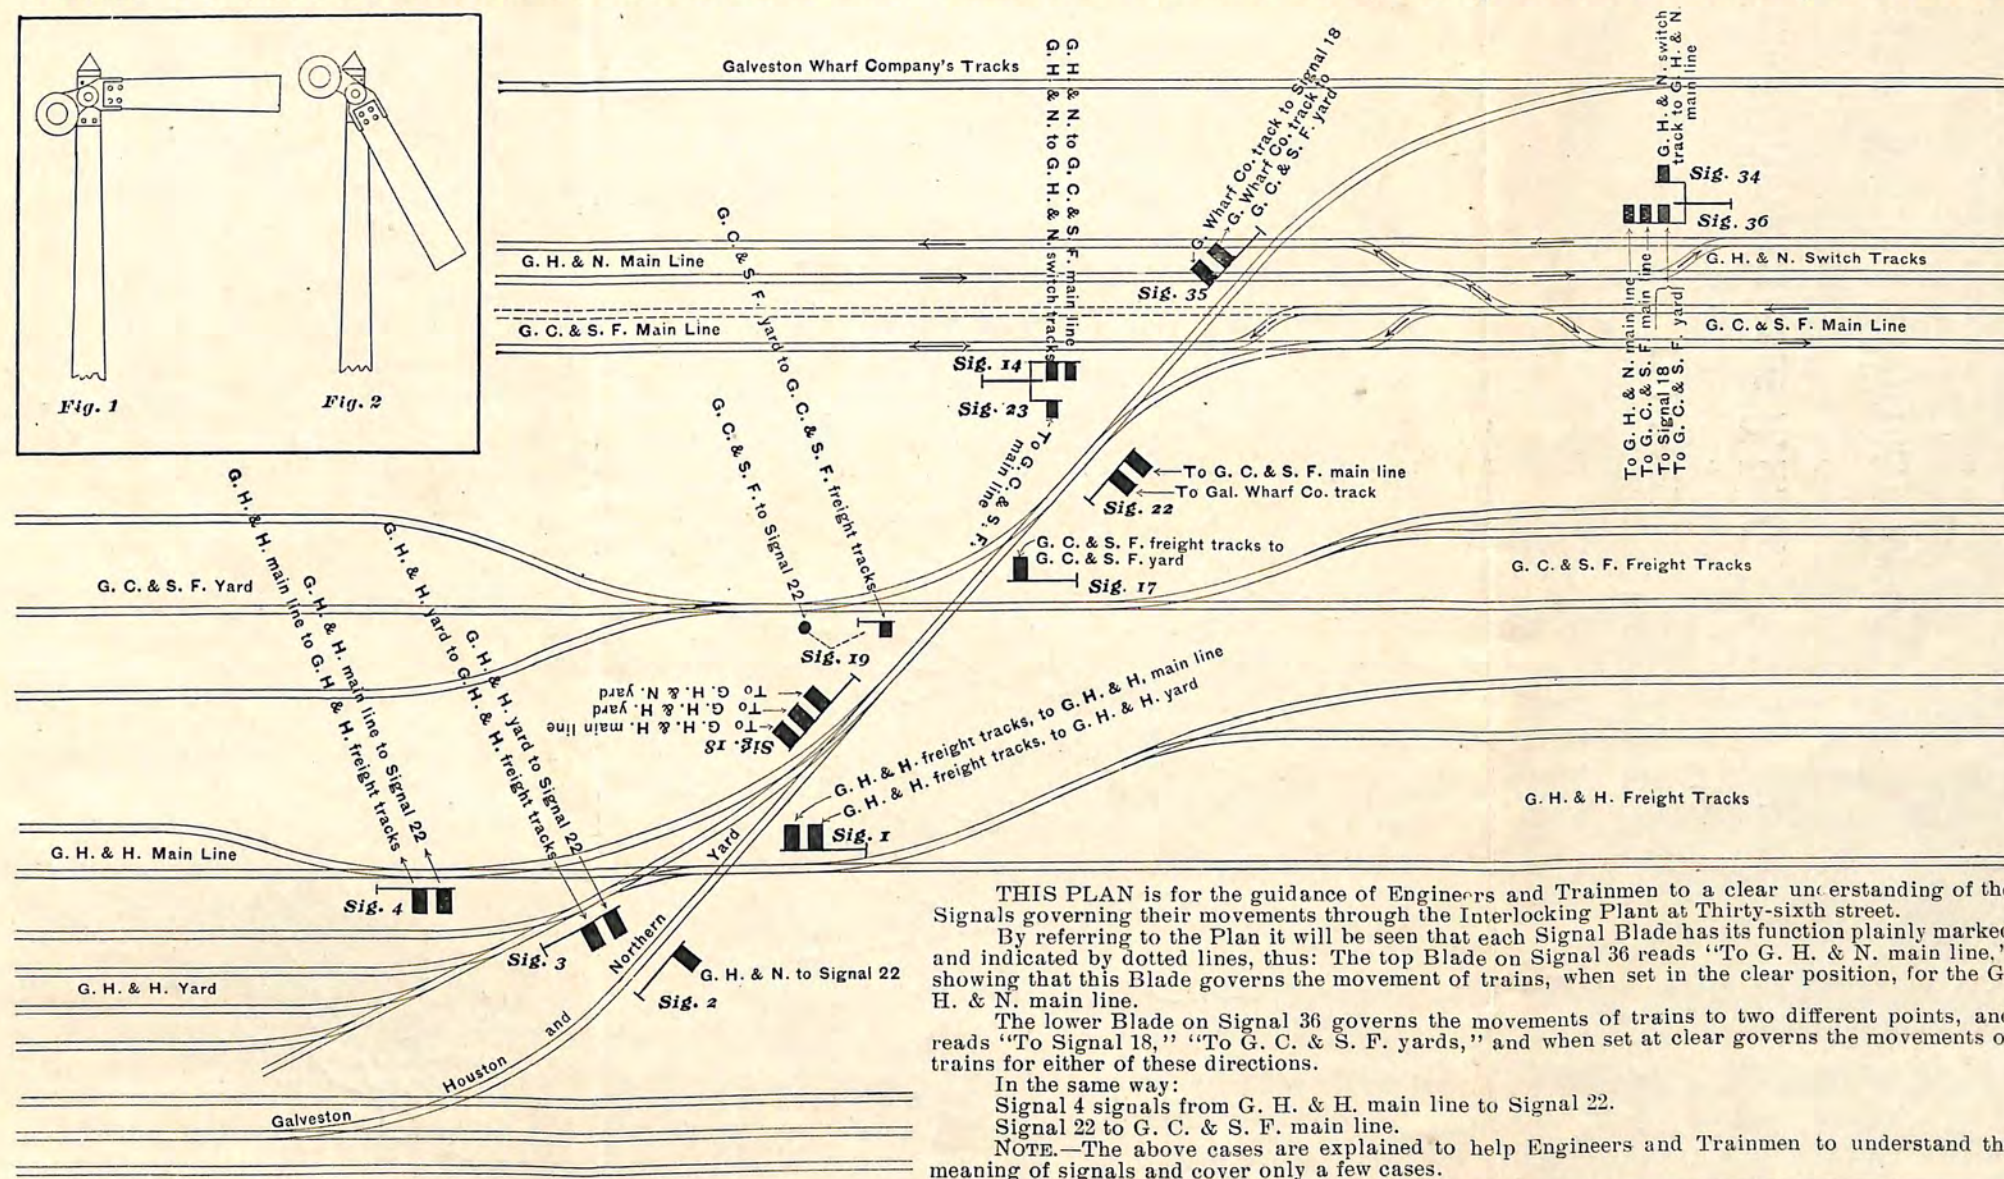 Fig. 1
Fig. 2
Galveston Wharf Company's Tracks
G. H. & N. to G. H. & N. switch tracks
G. H. & N. to G. C. & S. F. main line
G. Wharf Co. track to Signal 18
G. Wharf Co. track to
G. C. & S. F. yard
G. H. & N. switch
track to G. H. & N.
main line
Sig. 34
Sig. 36
G. H. & N. Main Line
Sig. 35
G. H. & N. Switch Tracks
G. C. & S. F. Main Line
G. C. & S. F. Main Line
To G. H. & N. main line
To G. C. & S. F. main line
To Signal 18
To G. C. & S. F. yard
Sig. 14
Sig. 23
To G. C. & S. F.
main line
G. C. & S. F. yard to G. C. & S. F. freight tracks
G. C. & S. F. to Signal 22
To G. C. & S. F. main line
To Gal. Wharf Co. track
Sig. 22
G. C. & S. F. freight tracks to
G. C. & S. F. yard
Sig. 17
G. C. & S. F. Yard
G. C. & S. F. Freight Tracks
Sig. 19
G. H. & H. main line to G. H. & H. freight tracks
G. H. & H. main line to Signal 22
G. H. & H. yard to G. H. & H. freight tracks
G. H. & H. yard to Signal 22
To G. H. & N. yard
To G. H. & H. yard
To G. H. & H. main line
Sig. 18
G. H. & H. freight tracks, to G. H. & H. main line
G. H. & H. freight tracks, to G. H. & H. yard
Sig. 1
G. H. & H. Freight Tracks
G. H. & H. Main Line
Sig. 4
Sig. 3
G. H. & N. to Signal 22
Sig. 2
G. H. & H. Yard
Galveston
Houston
and
Northern
Yard
THIS PLAN is for the guidance of Engineers and Trainmen to a clear un erstanding of the
Signals governing their movements through the Interlocking Plant at Thirty-sixth street.
By referring to the Plan it will be seen that each Signal Blade has its function plainly marked
and indicated by dotted lines, thus: The top Blade on Signal 36 reads “To G. H. & N. main line,”
showing that this Blade governs the movement of trains, when set in the clear position, for the G.
H. & N. main line.
The lower Blade on Signal 36 governs the movements of trains to two different points, and
reads “To Signal 18,” “To G. C. & S. F. yards,” and when set at clear governs the movements o
trains for either of these directions.
In the same way:
Signal 4 signals from G. H. & H. main line to Signal 22.
Signal 22 to G. C. & S. F. main line.
NOTE.—The above cases are explained to help Engineers and Trainmen to understand th
meaning of signals and cover only a few cases.